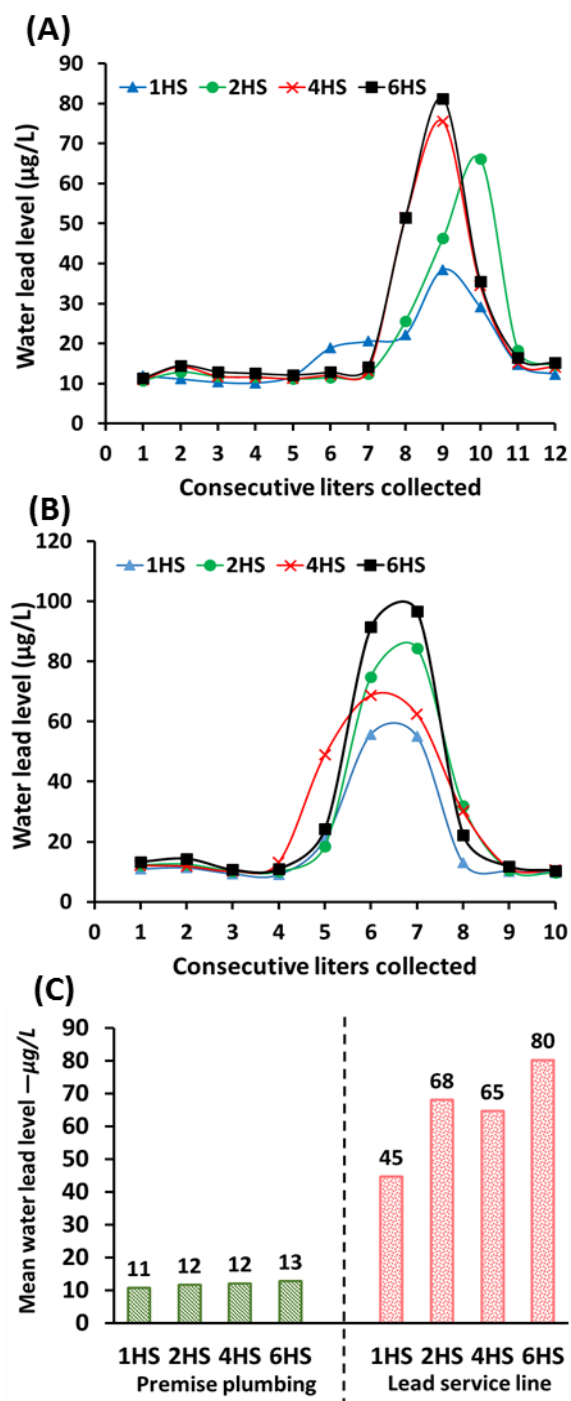 (A)
90
80
70
60
50
40
30
20
10
0
1HS 2HS 4HS 6HS
Water lead level (µg/L)
0 1 2 3 4 5 6 7 8 9 10 11 12
Consecutive liters collected
(B)
120
100
80
60
40
20
0
1HS 2HS 4HS 6HS
Water lead level (µg/L)
0 1 2 3 4 5 6 7 8 9 10
Consecutive liters collected
(C)
90
80
70
60
50
40
30
20
10
0
Mean water lead level —µg/L
11 12 12 13 45 68 65 80
1HS 2HS 4HS 6HS 1HS 2HS 4HS 6HS
Premise plumbing Lead service line